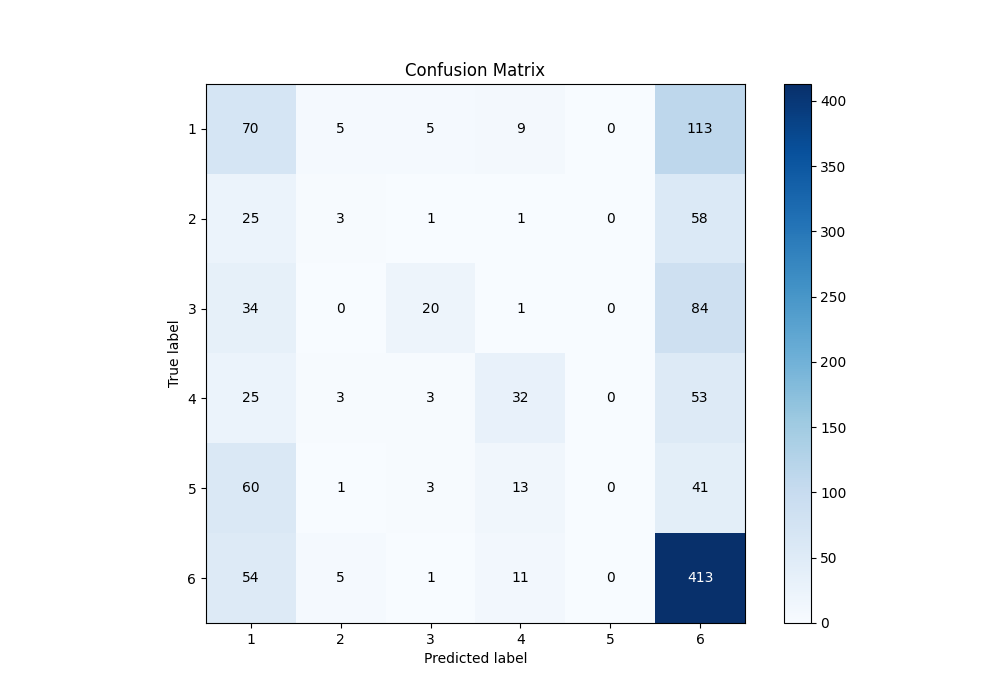 Confusion Matrix
1 70 5 5 9 0 113
2 25 3 1 1 0 58
3 34 0 20 1 0 84
4 25 3 3 32 0 53
5 60 1 3 13 0 41
6 54 5 1 11 0 413
1 2 3 4 5 6
Predicted label
True label
400
350
300
250
200
150
100
50
0